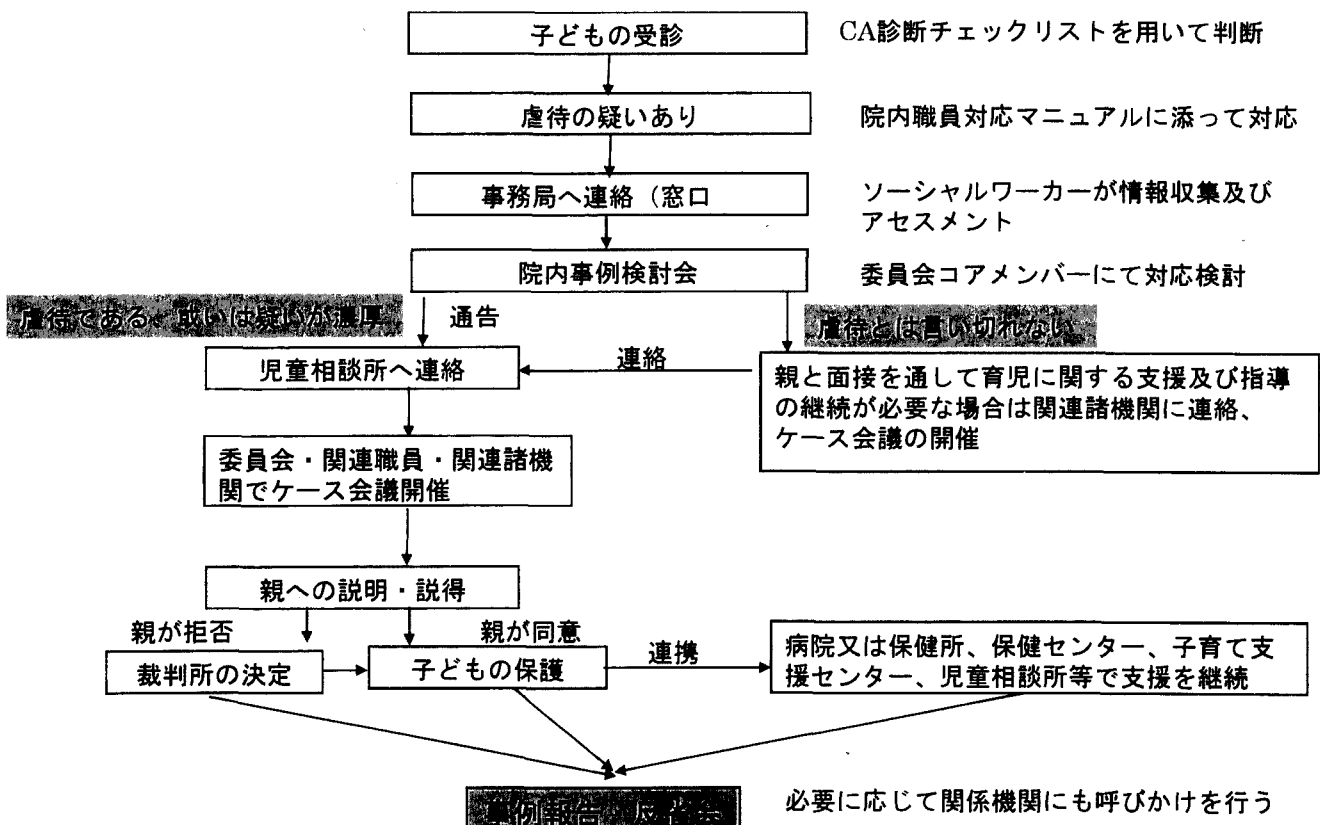 子どもの受診
CA診断チェックリストを用いて判断
虐待の疑いあり
院内職員対応マニュアルに添って対応
事務局へ連絡（窓口
ソーシャルワーカーが情報収集及び
アセスメント
院内事例検討会
委員会コアメンバーにて対応検討
虐待である、或いは疑いが濃厚
通告
虐待とは言い切れない
児童相談所へ連絡
連絡
親と面接を通して育児に関する支援及び指導
の継続が必要な場合は関連諸機関に連絡、
ケース会議の開催
委員会・関連職員・関連諸機
関でケース会議開催
親への説明・説得
親が拒否
親が同意
裁判所の決定
子どもの保護
連携
病院又は保健所、保健センター、子育て支
援センター、児童相談所等で支援を継続
事例報告 反省会
必要に応じて関係機関にも呼びかけを行う